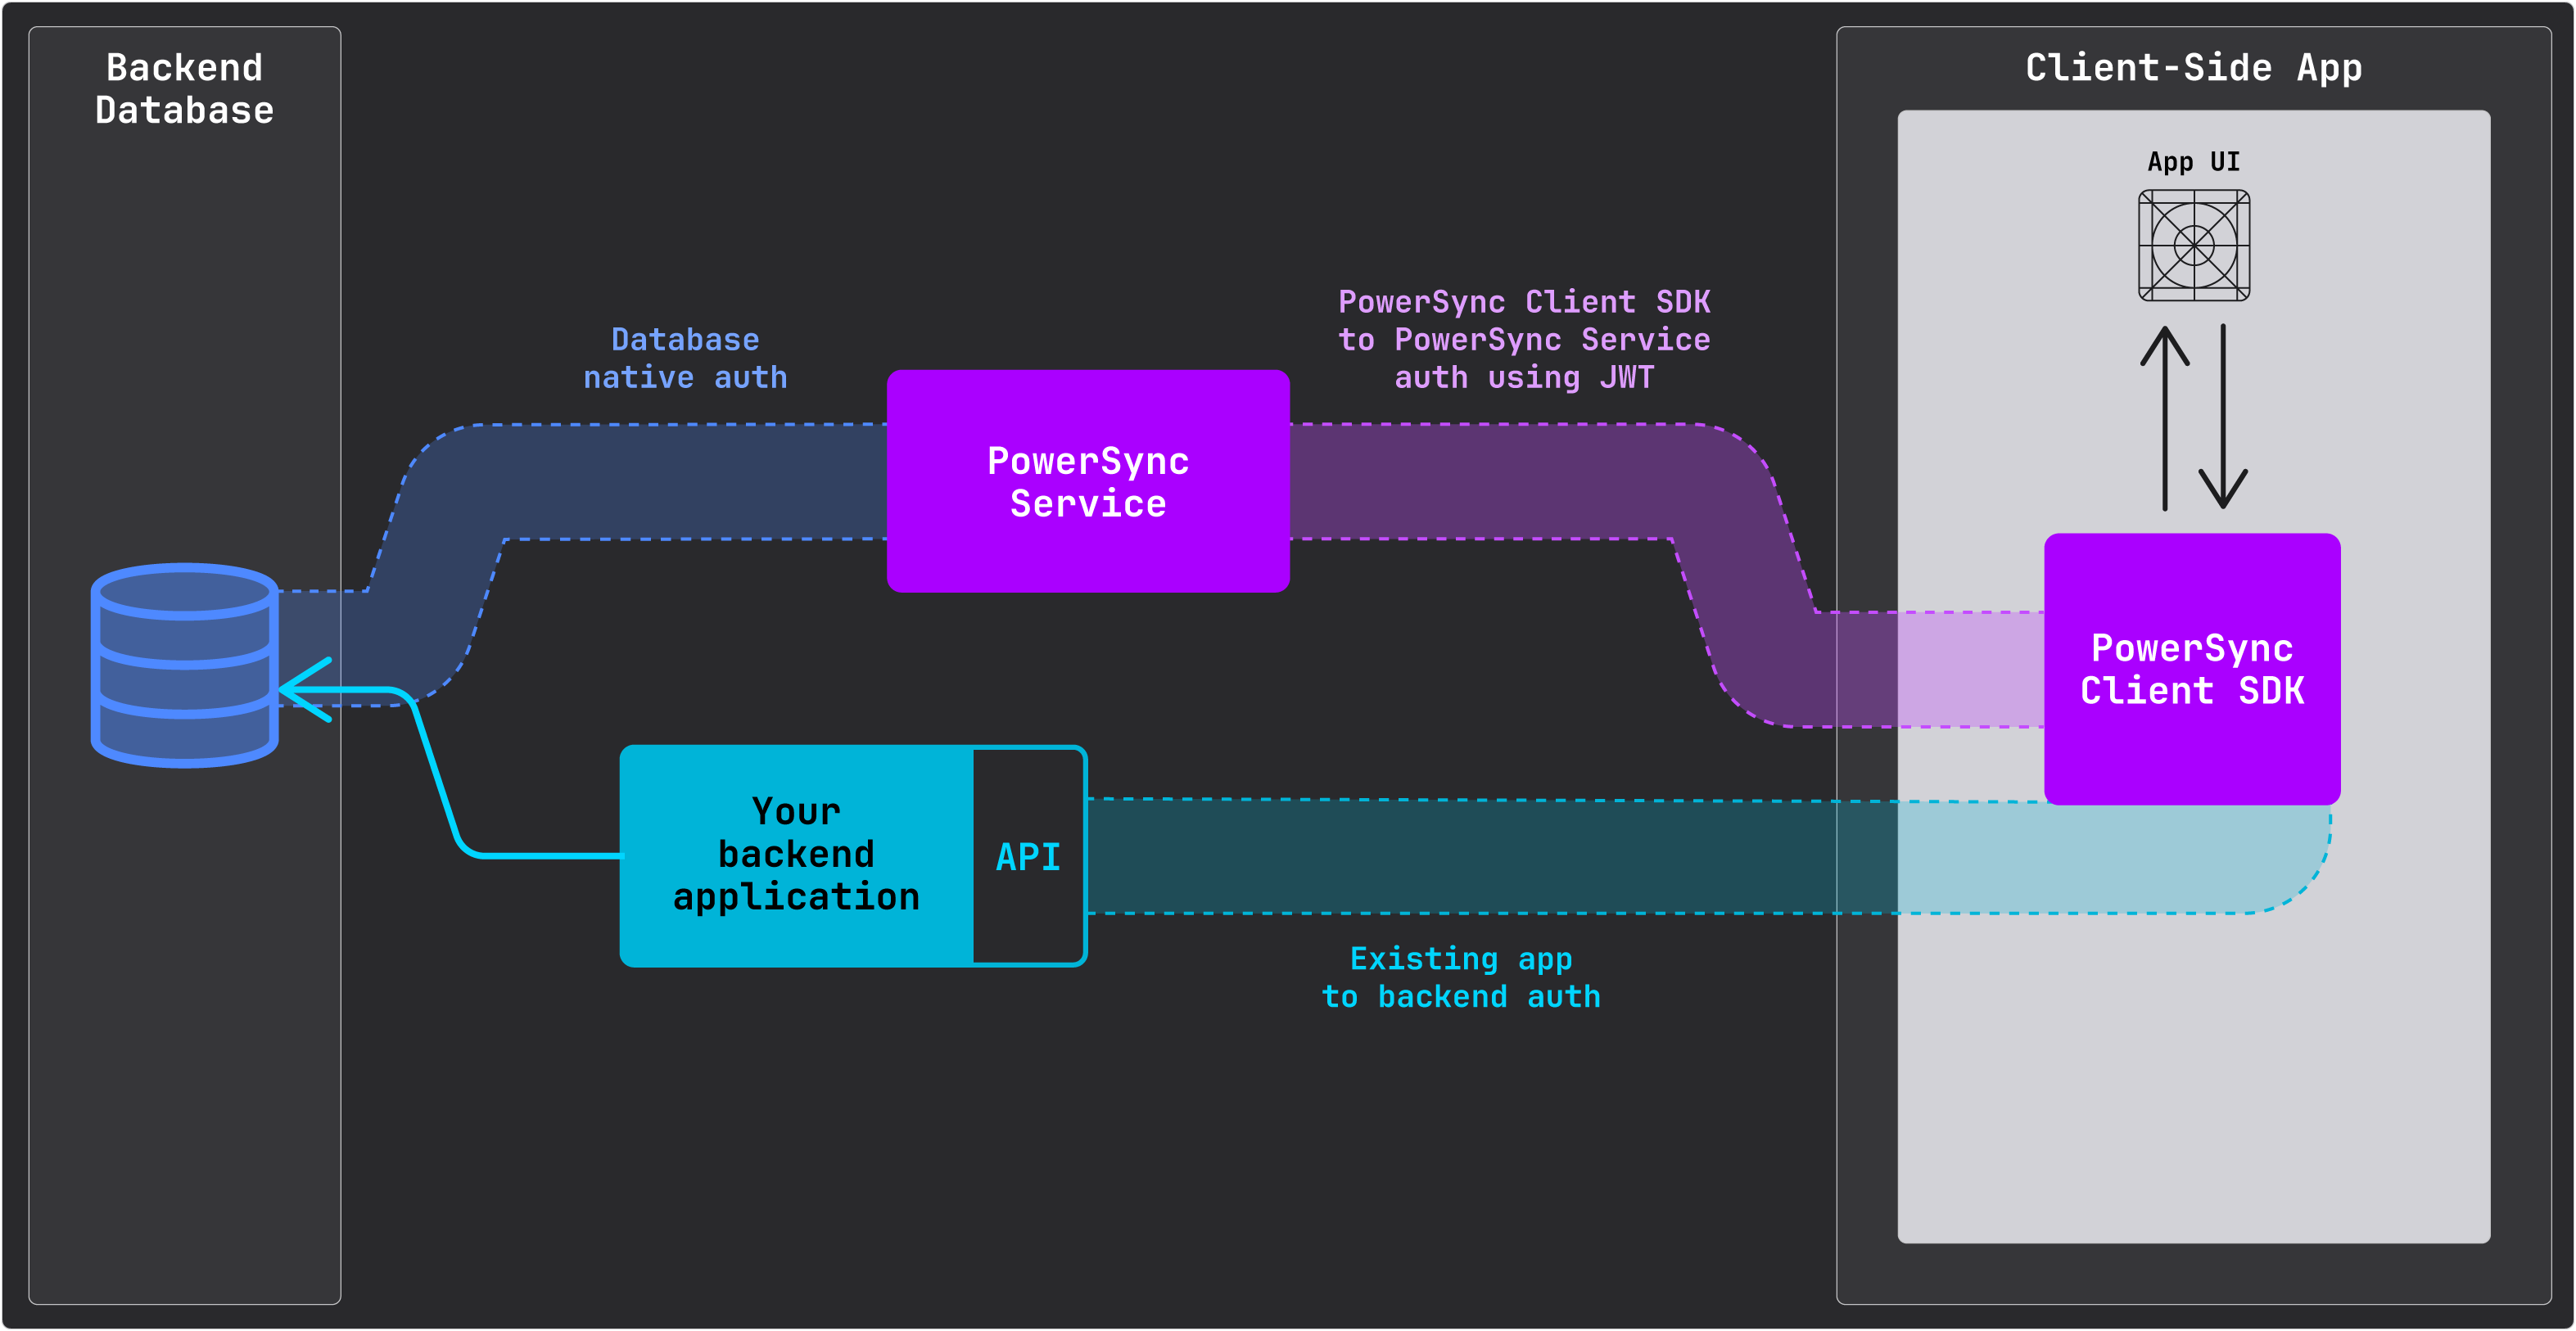 Backend
Database
Client-Side App
App UI
Database
native auth
PowerSync Client SDK
to PowerSync Service
auth using JWT
PowerSync
Service
PowerSync
Client SDK
Your
backend
application
API
Existing app
to backend auth